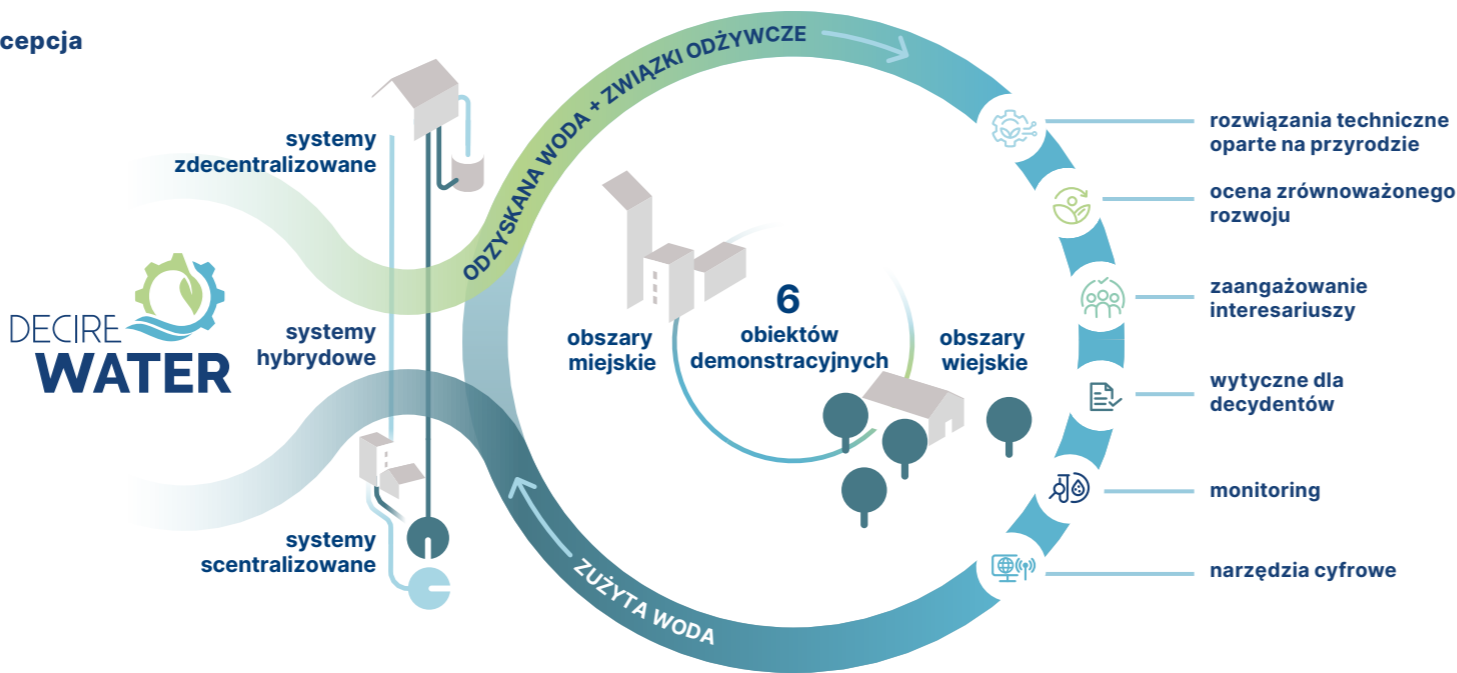 cepcja
systemy
zdecentralizowane
DECIRE
WATER
systemy
hybrydowe
systemy
scentralizowane
ODZYSKANA WODA + ZWIĄZKI ODŻYWCZE
obszary
miejskie
6
obiektów
demonstracyjnych
obszary
wiejskie
ZUŻYTA WODA
rozwiązania techniczne
oparte na przyrodzie
ocena zrównoważonego
rozwoju
zaangażowanie
interesariuszy
wytyczne dla
decydentów
monitoring
narzędzia cyfrowe